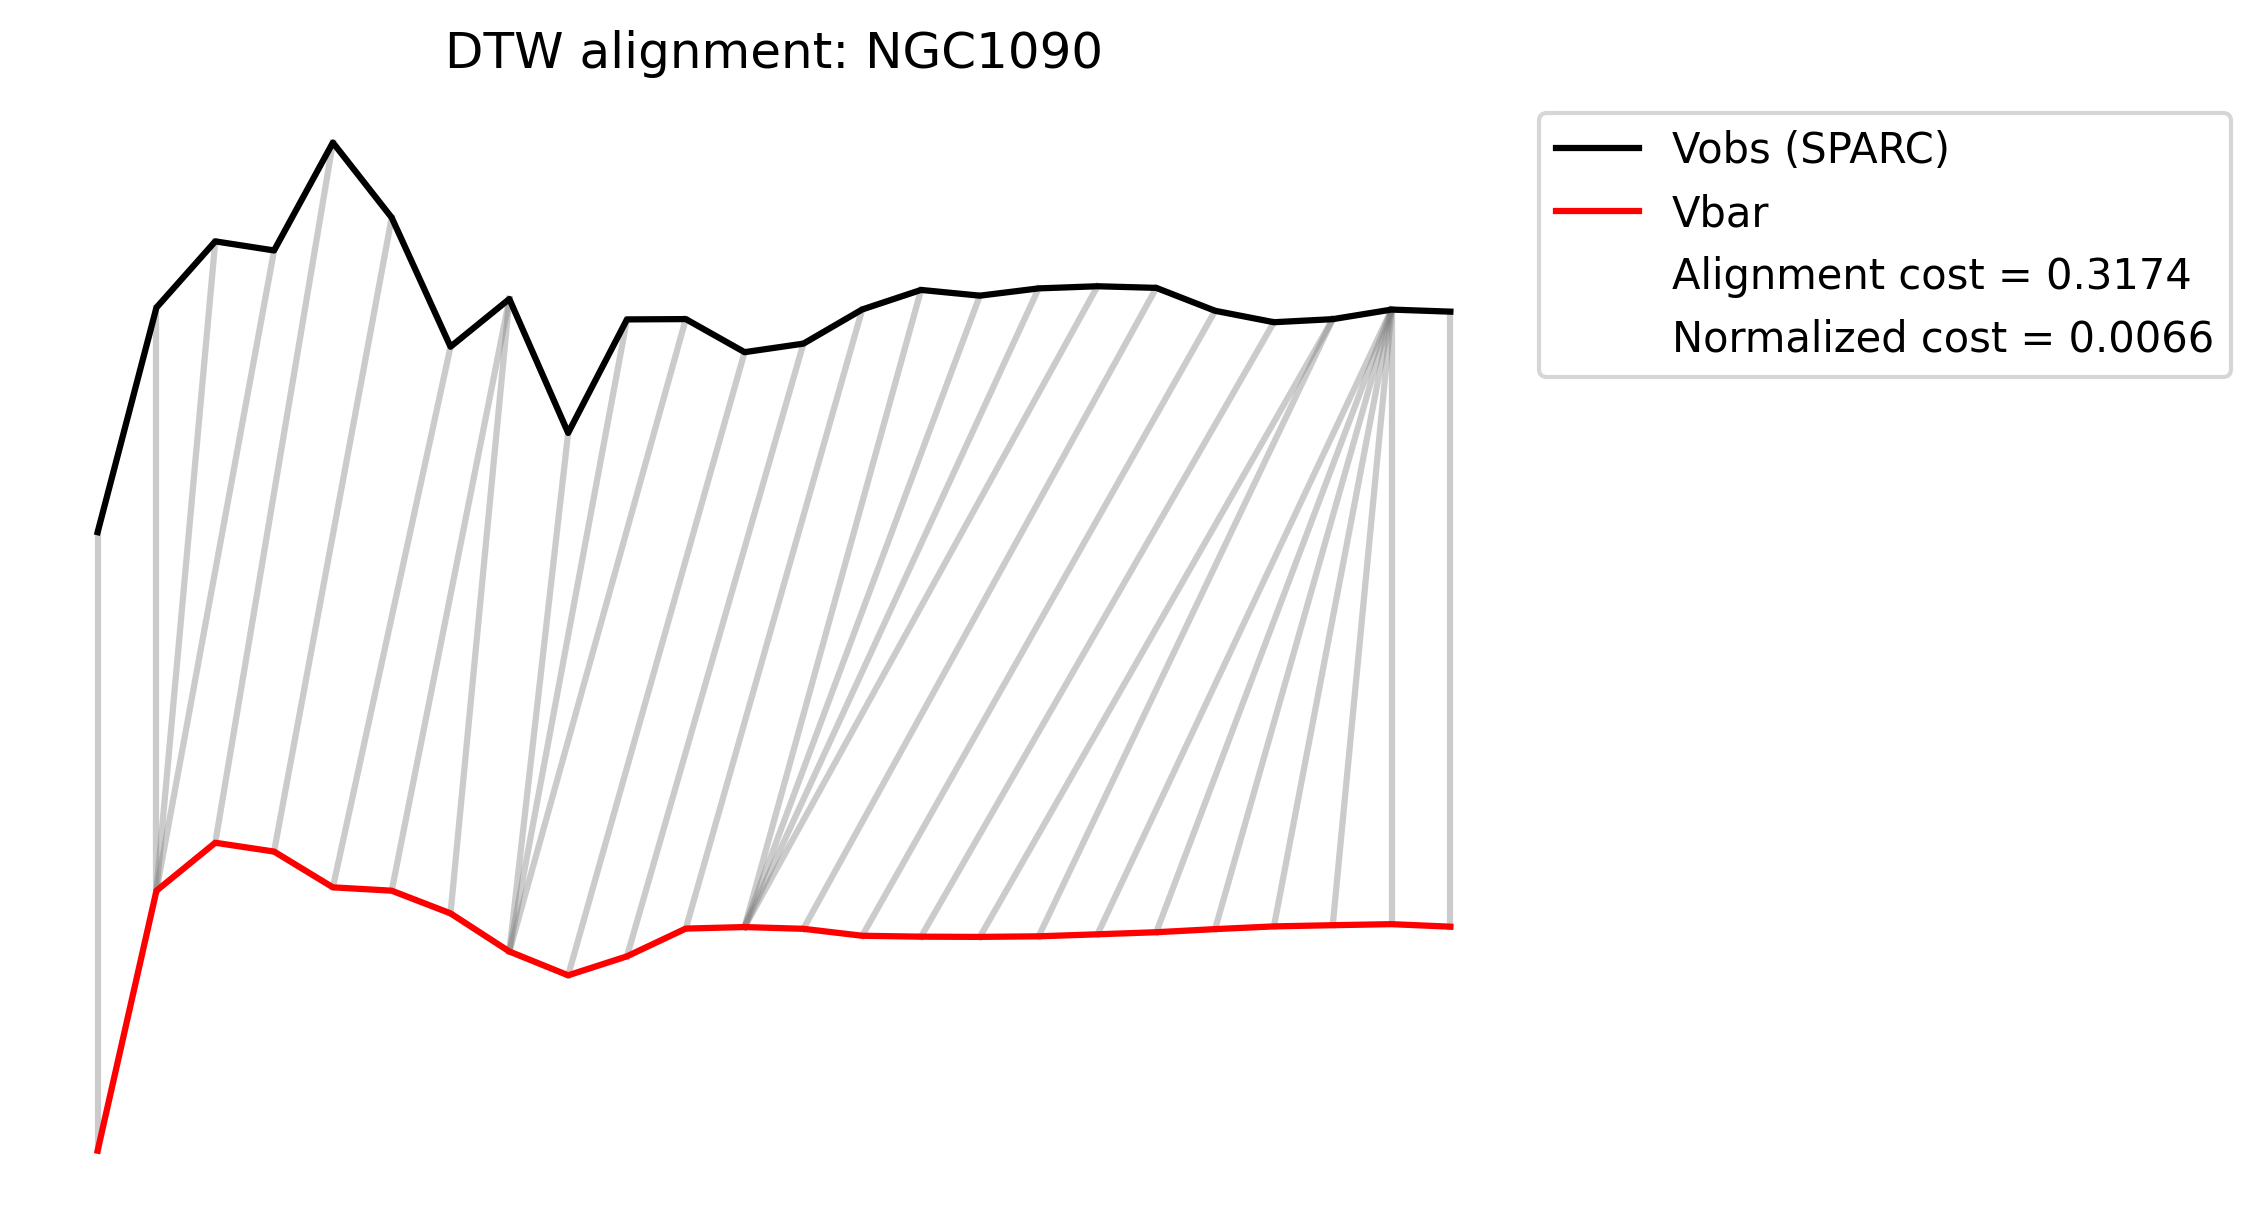 DTW alignment: NGC1090
Vobs (SPARC)
Vbar
Alignment cost = 0.3174
Normalized cost = 0.0066